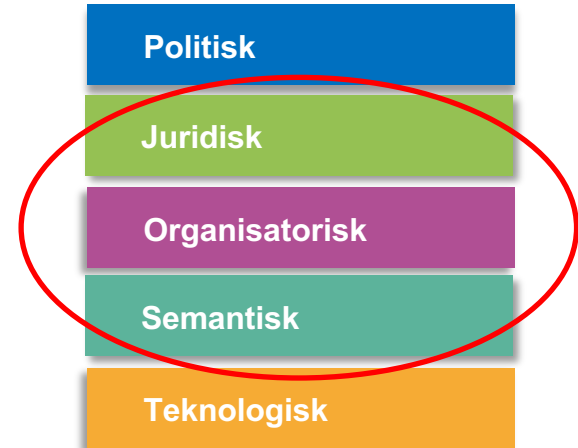 Politisk
Juridisk
Organisatorisk
Semantisk
Teknologisk